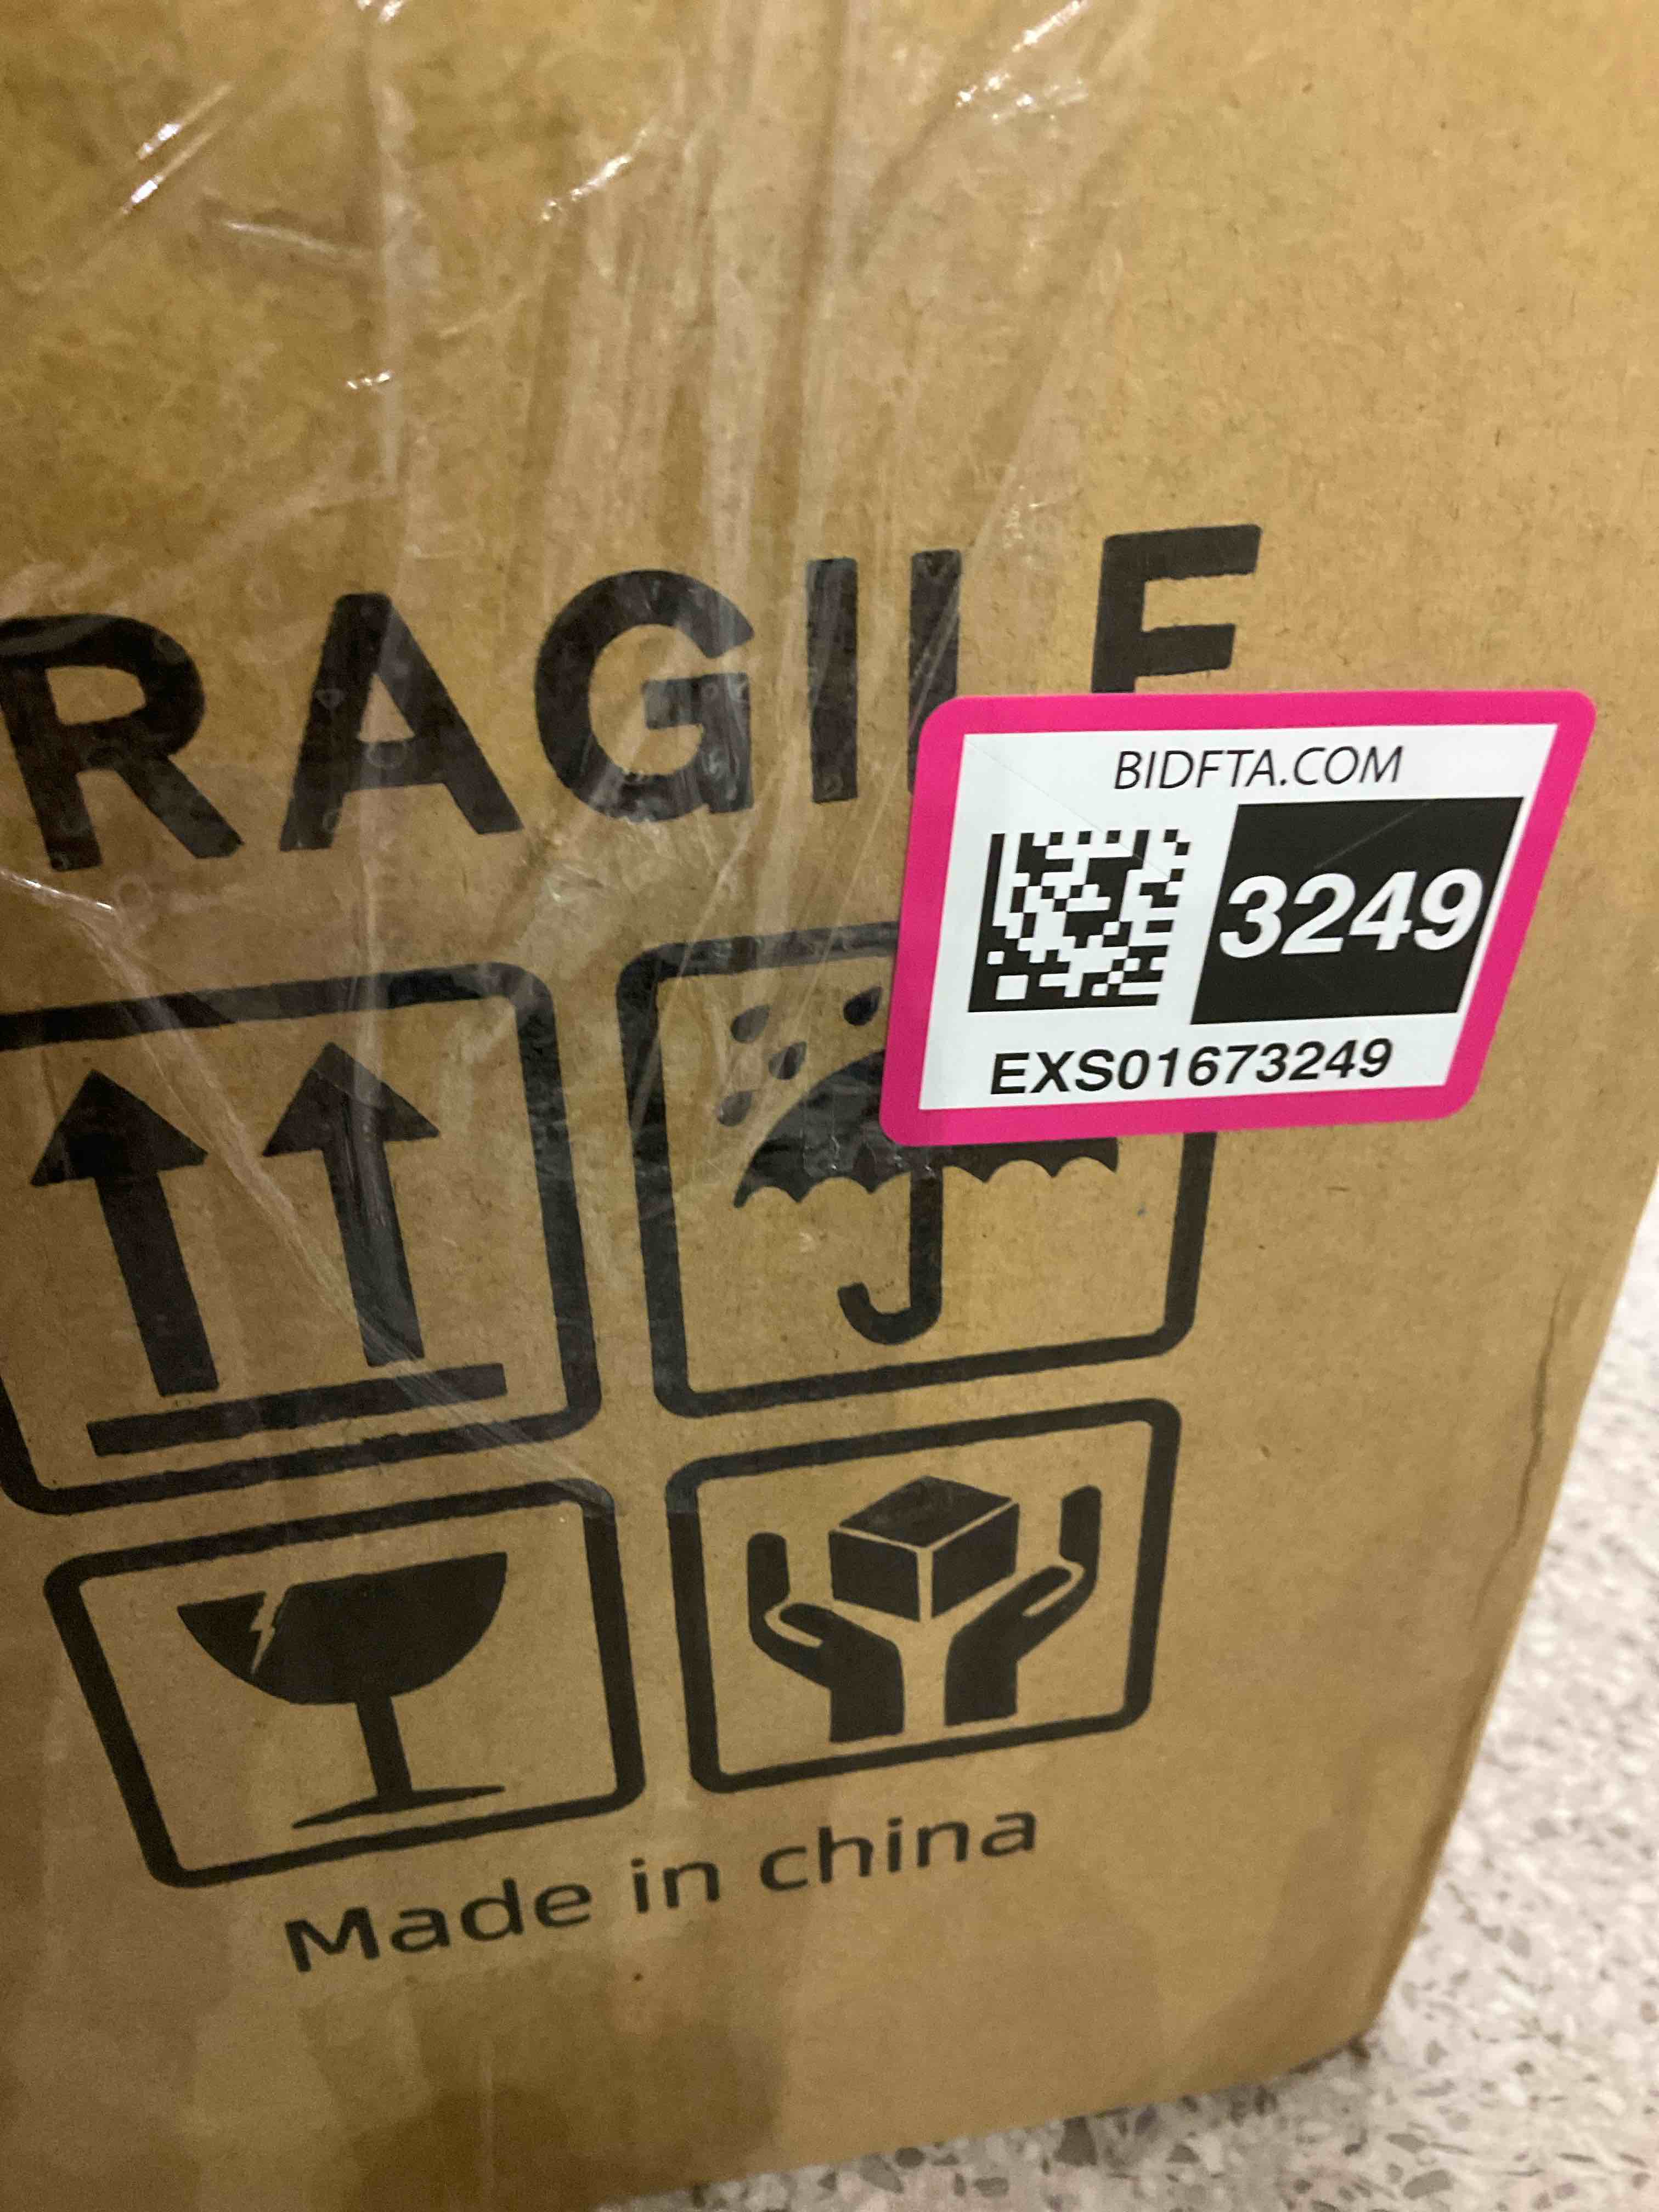 RAGILE
BIDFTA.COM
3249
EXS01673249
Made in china